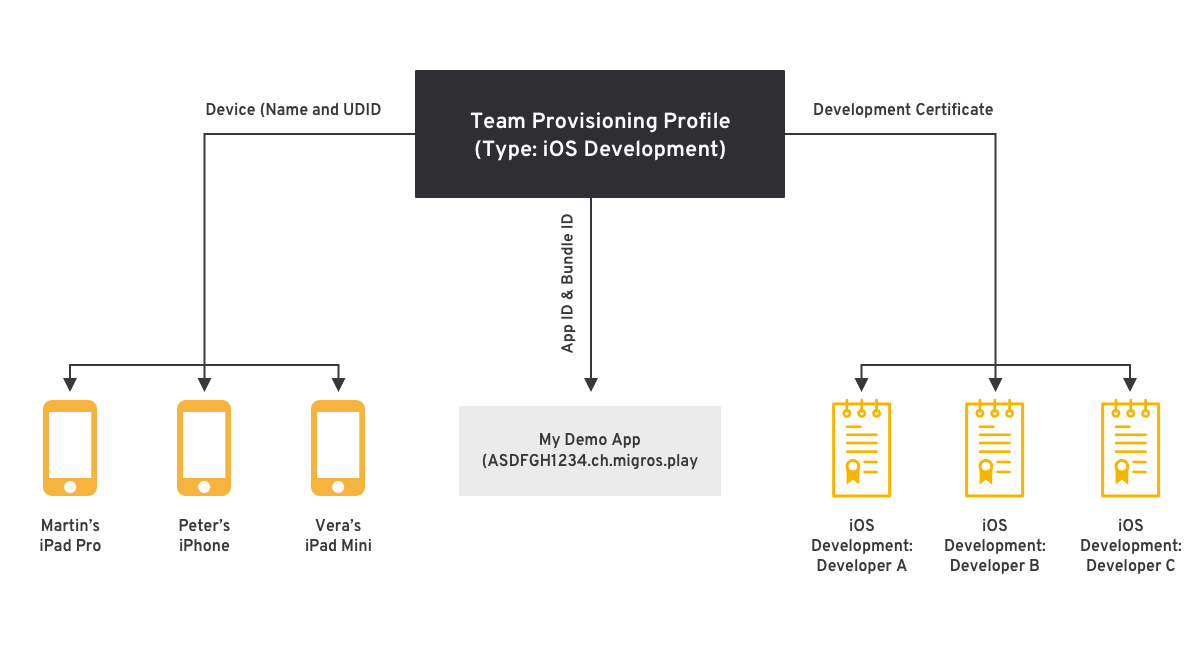 Device (Name and UDID
Team Provisioning Profile
(Type: iOS Development)
Development Certificate
App ID & Bundle ID
My Demo App
(ASDFGH1234.ch.migros.play
Martin’s
iPad Pro
Peter’s
iPhone
Vera’s
iPad Mini
iOS
Development:
Developer A
iOS
Development:
Developer B
iOS
Development:
Developer C